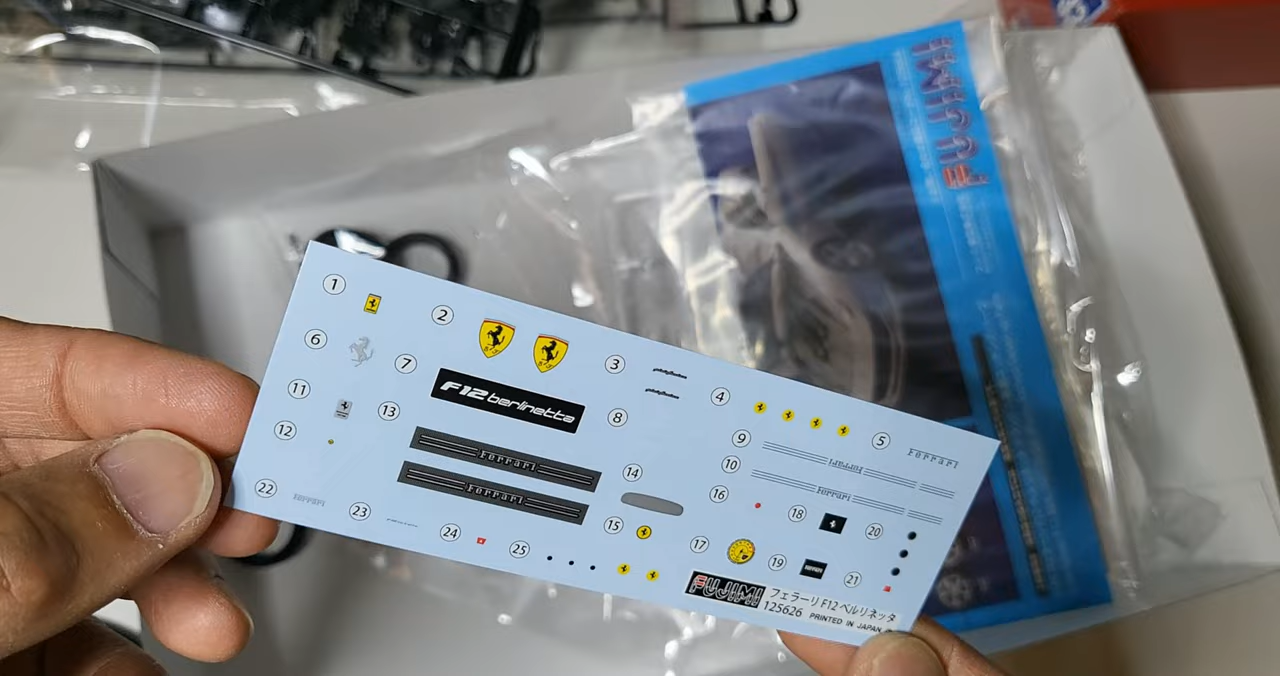 FUJIMI
1
2
3
4
5
6
7
F12 berlinetta
8
9
Ferrari
10
Ferrari
11
12
13
Ferrari
Ferrari
14
15
16
17
18
19
20
21
22
Ferrari
23
24
25
Ferrari
FUJIMI フェラーリ F12 ベルリネッタ
125626 PRINTED IN JAPAN